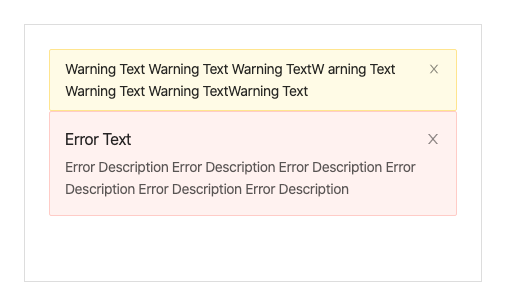 Warning Text Warning Text Warning TextW arning Text
Warning Text Warning TextWarning Text
Error Text
Error Description Error Description Error Description Error
Description Error Description Error Description